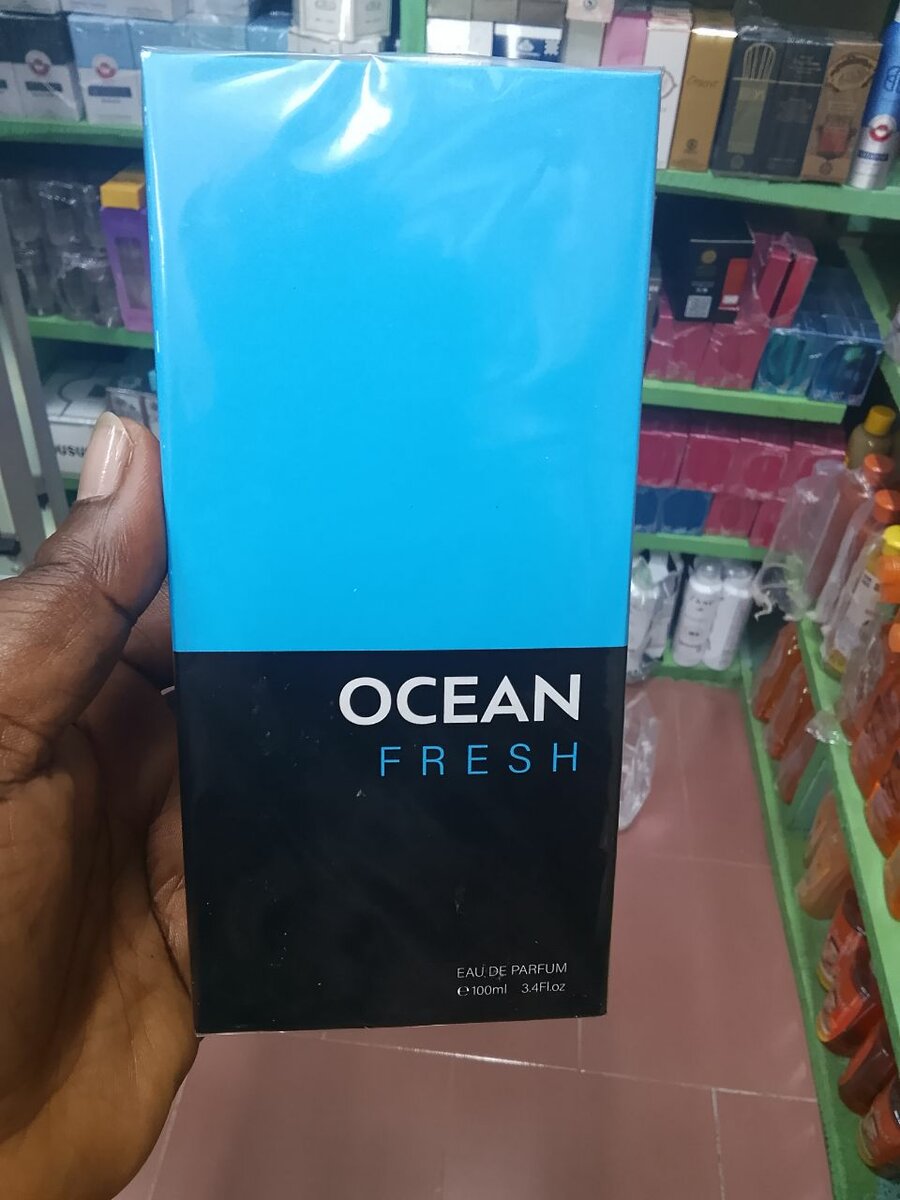 OCEAN
FRESH
EAU DE PARFUM
℮100ml 3.4Fl.oz